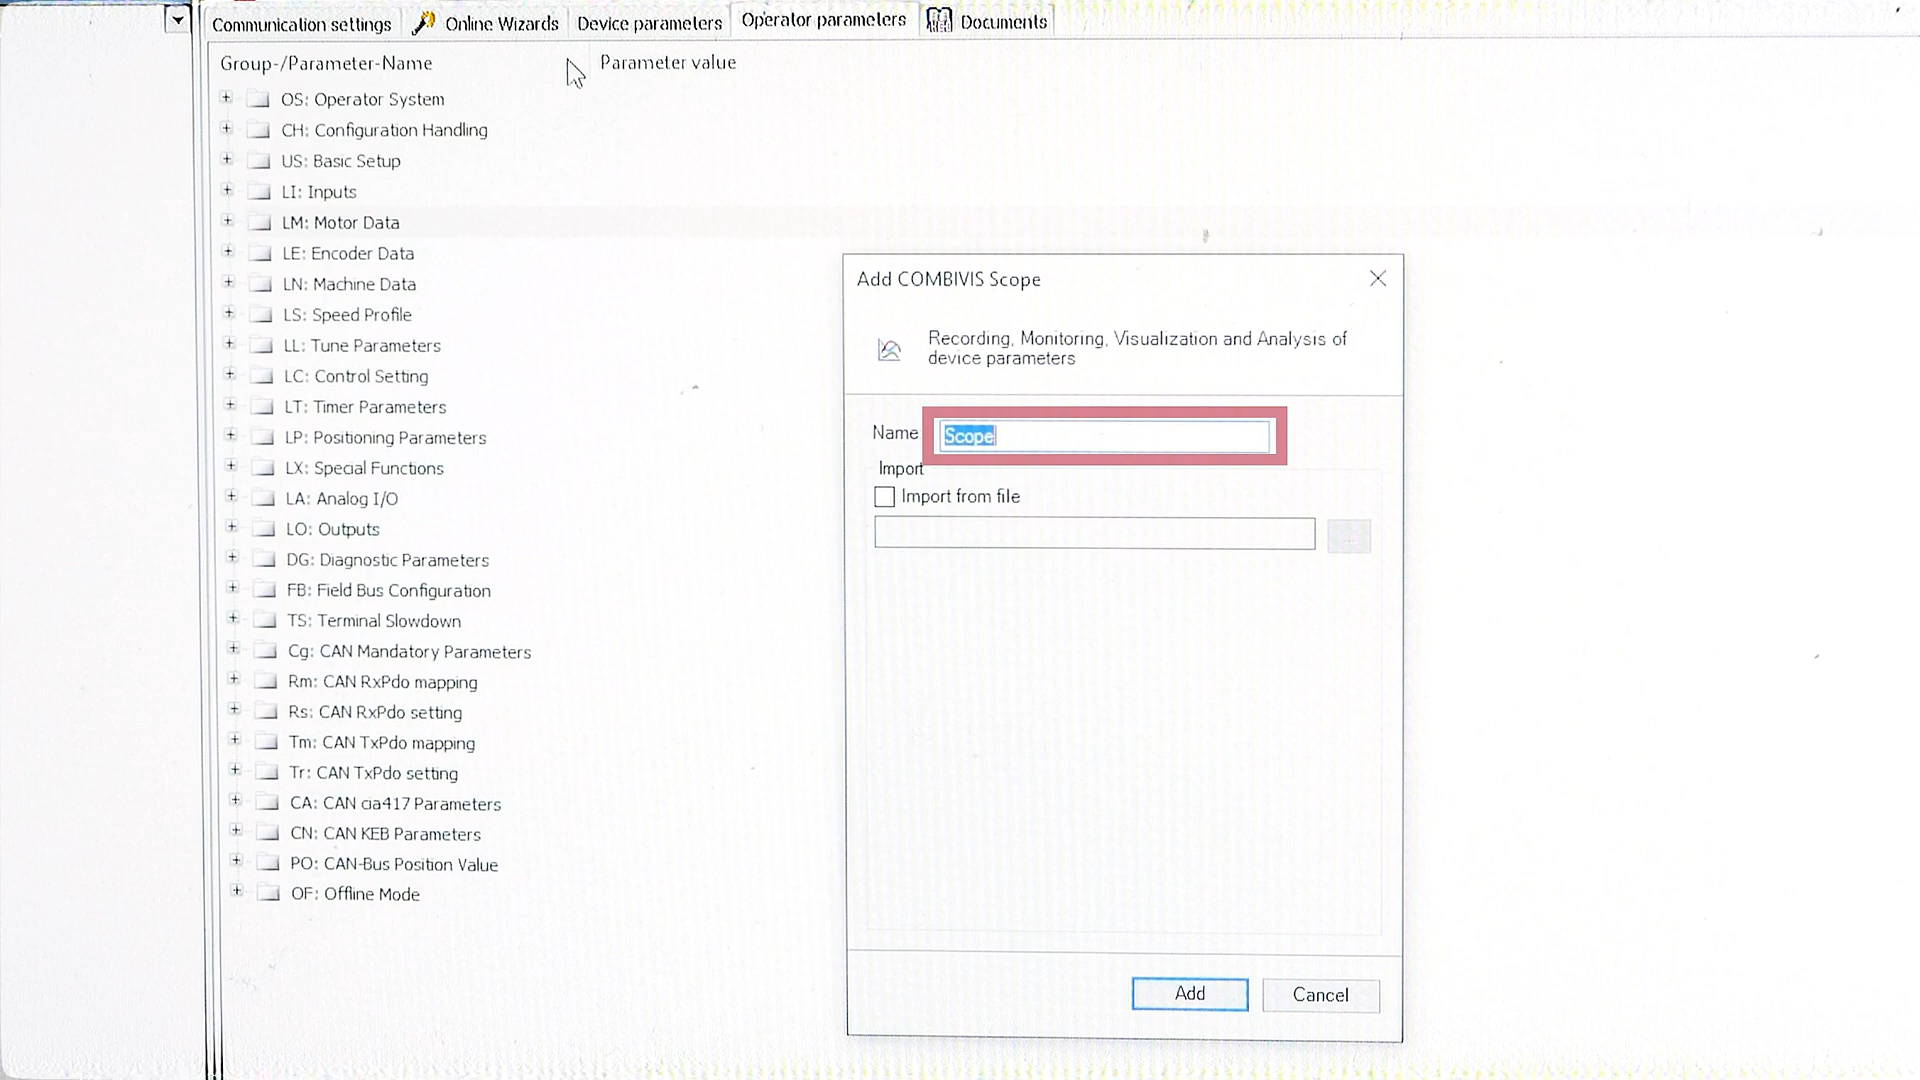 Communication settings Online Wizards Device parameters Operator parameters Documents
Group-/Parameter-Name Parameter value
OS: Operator System
CH: Configuration Handling
US: Basic Setup
LI: Inputs
LM: Motor Data
LE: Encoder Data
LN: Machine Data
LS: Speed Profile
LL: Tune Parameters
LC: Control Setting
LT: Timer Parameters
LP: Positioning Parameters
LX: Special Functions
LA: Analog I/O
LO: Outputs
DG: Diagnostic Parameters
FB: Field Bus Configuration
TS: Terminal Slowdown
Cg: CAN Mandatory Parameters
Rm: CAN RxPdo mapping
Rs: CAN RxPdo setting
Tm: CAN TxPdo mapping
Tr: CAN TxPdo setting
CA: CAN cia417 Parameters
CN: CAN KEB Parameters
PO: CAN-Bus Position Value
OF: Offline Mode
Add COMBIVIS Scope
Recording, Monitoring, Visualization and Analysis of
device parameters
Name Scope
Import
Import from file
...
Add Cancel